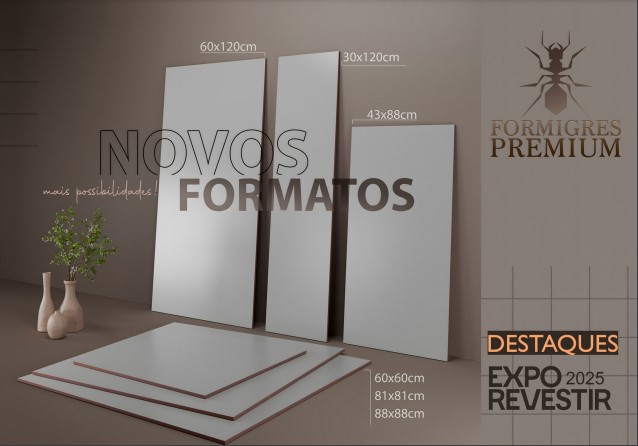 60x120cm
30x120cm
43x88cm
NOVOS
mais possibilidades!
FORMATOS
60x60cm
81x81cm
88x88cm
FORMIGRES
PREMIUM
DESTAQUES
EXPO 2025
REVESTIR